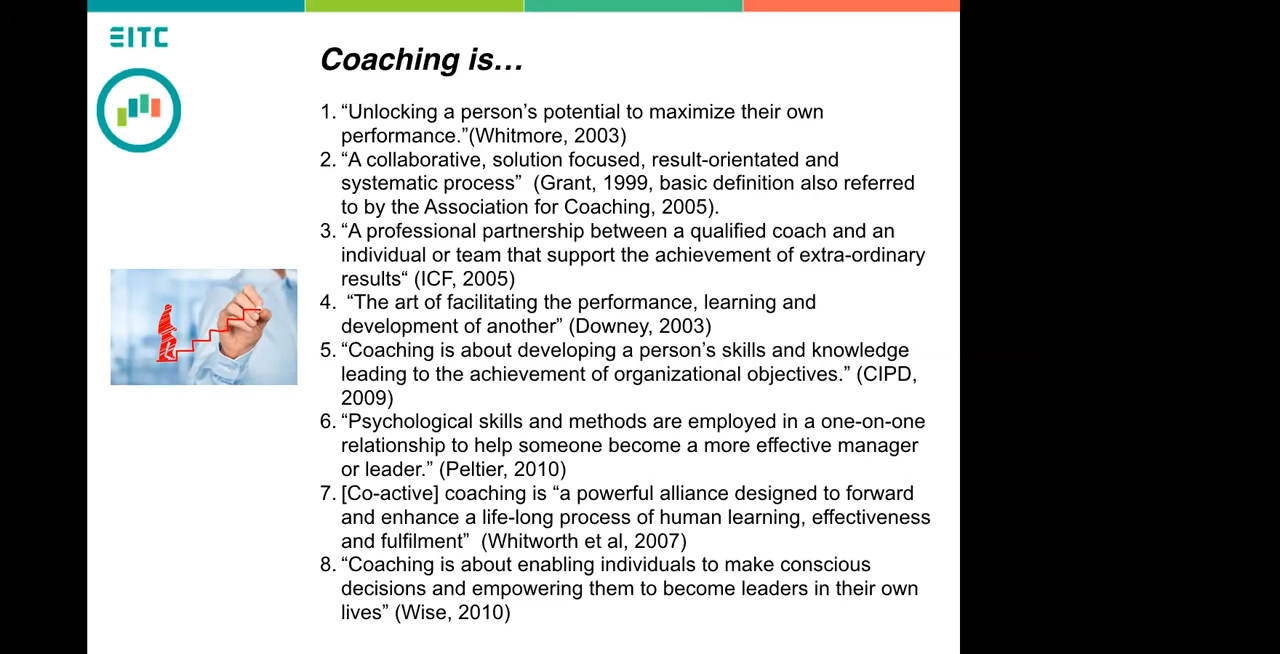 EITC
Coaching is...
1. “Unlocking a person’s potential to maximize their own
performance.”(Whitmore, 2003)
2. “A collaborative, solution focused, result-orientated and
systematic process”  (Grant, 1999, basic definition also referred
to by the Association for Coaching, 2005).
3. “A professional partnership between a qualified coach and an
individual or team that support the achievement of extra-ordinary
results“ (ICF, 2005)
4.  “The art of facilitating the performance, learning and
development of another” (Downey, 2003)
5. “Coaching is about developing a person’s skills and knowledge
leading to the achievement of organizational objectives.” (CIPD,
2009)
6. “Psychological skills and methods are employed in a one-on-one
relationship to help someone become a more effective manager
or leader.” (Peltier, 2010)
7. [Co-active] coaching is “a powerful alliance designed to forward
and enhance a life-long process of human learning, effectiveness
and fulfilment”  (Whitworth et al, 2007)
8. “Coaching is about enabling individuals to make conscious
decisions and empowering them to become leaders in their own
lives” (Wise, 2010)